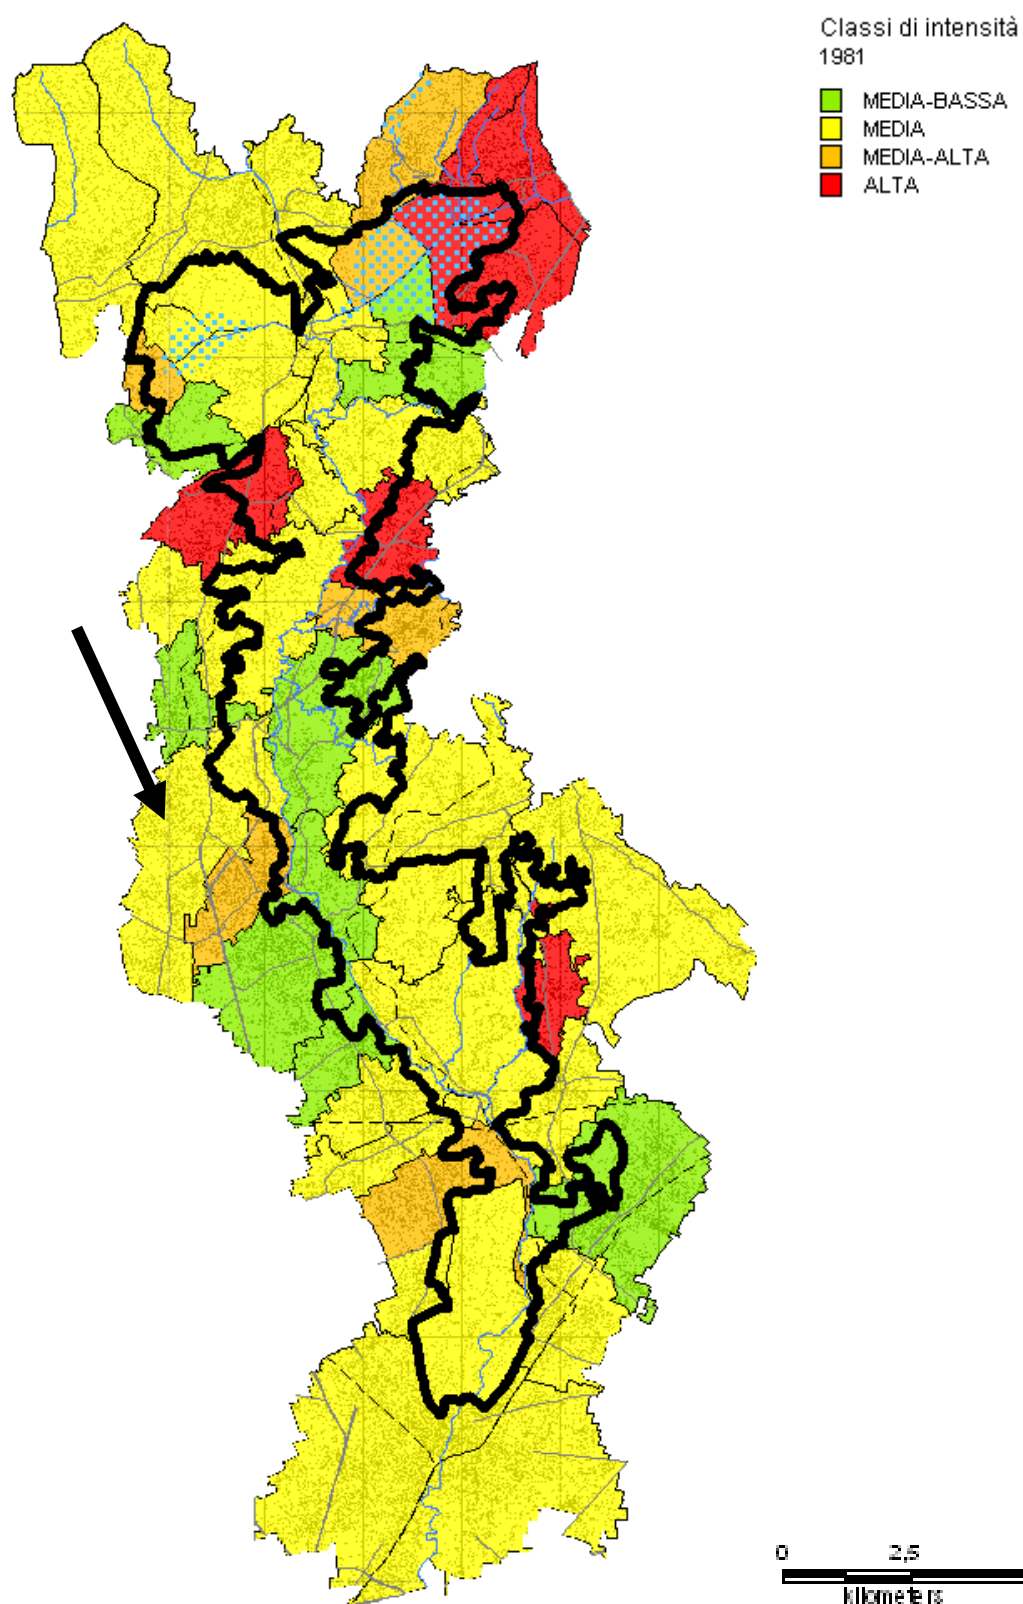 Classi di intensità
1981
MEDIA-BASSA
MEDIA
MEDIA-ALTA
ALTA
0 2,5
kilometers